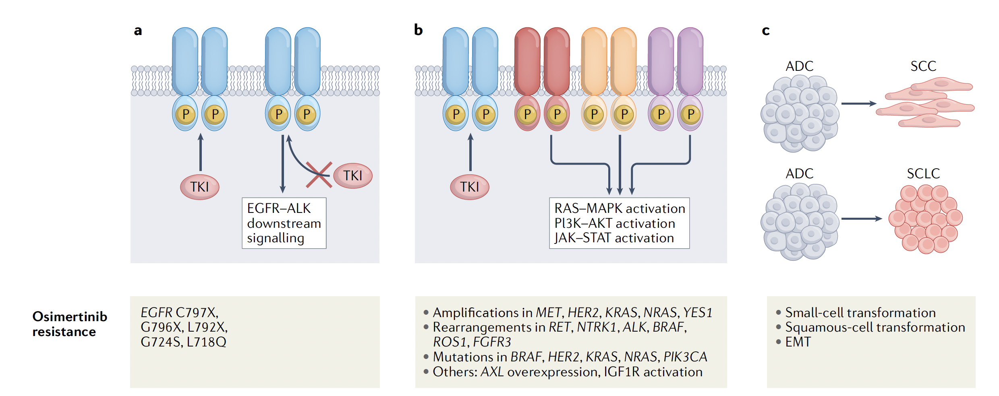 a
P P P P
TKI
TKI
EGFR–ALK
downstream
signalling
b
P P P P P P P P
TKI
RAS–MAPK activation
PI3K–AKT activation
JAK–STAT activation
c
ADC SCC
ADC SCLC
Osimertinib
resistance
EGFR C797X,
G796X, L792X,
G724S, L718Q
• Amplifications in MET, HER2, KRAS, NRAS, YES1
• Rearrangements in RET, NTRK1, ALK, BRAF,
ROS1, FGFR3
• Mutations in BRAF, HER2, KRAS, NRAS, PIK3CA
• Others: AXL overexpression, IGF1R activation
• Small-cell transformation
• Squamous-cell transformation
• EMT